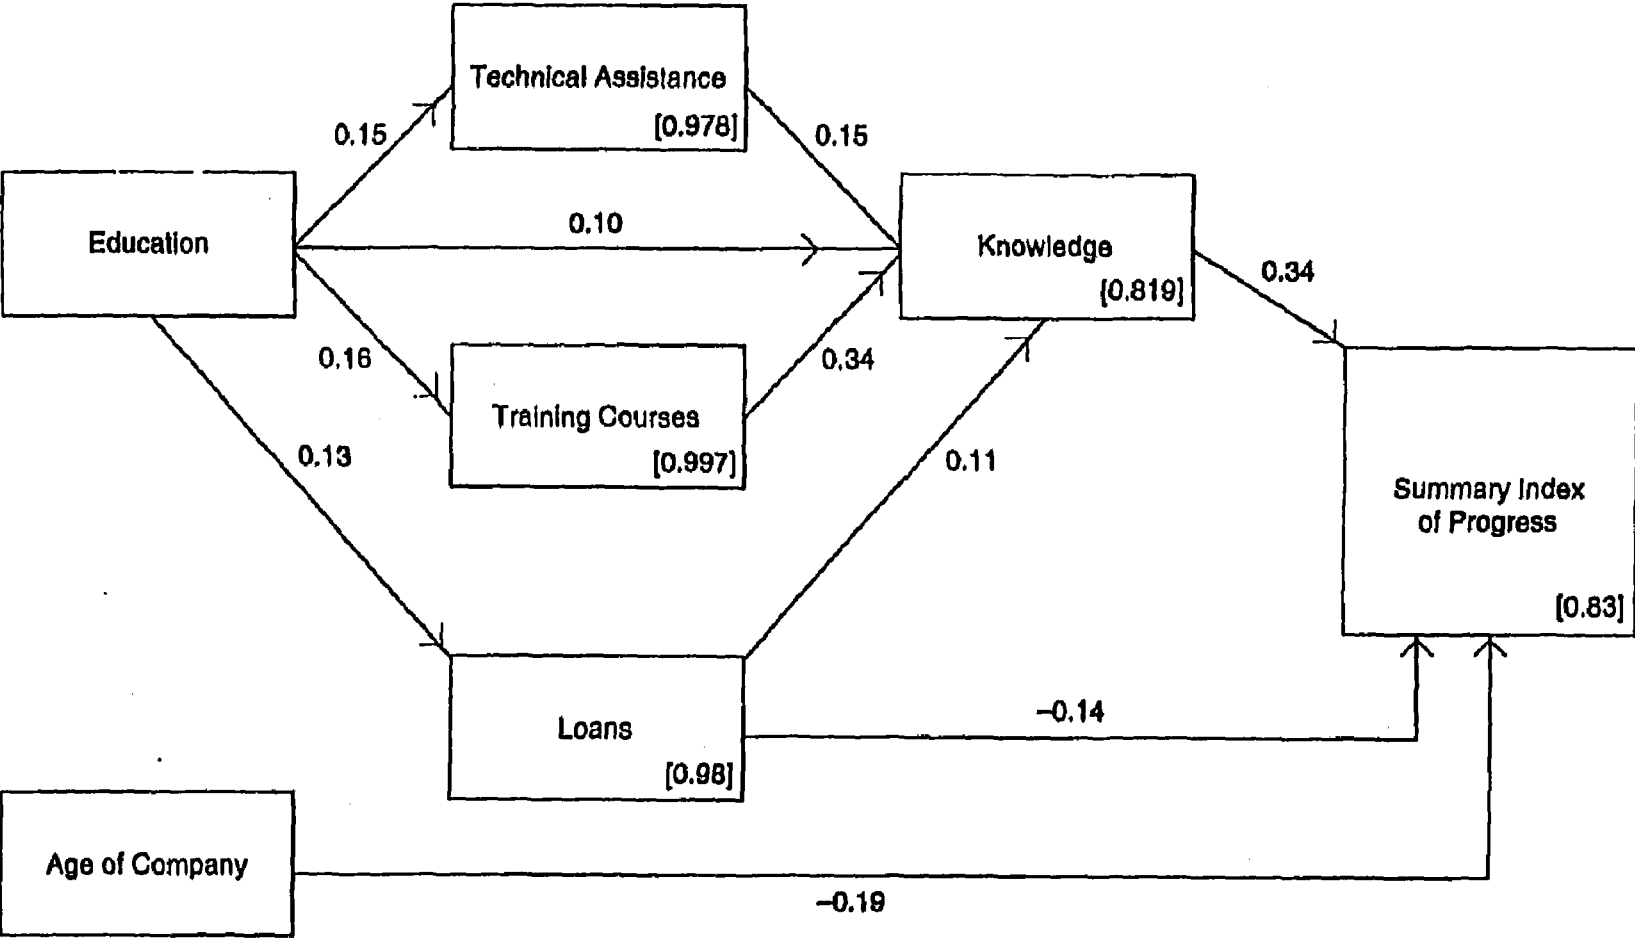 Technical Assistance
[0.978]
0.15
0.15
Education
0.10
Knowledge
[0.819]
0.34
0.16
0.34
Training Courses
[0.997]
0.13
0.11
Summary Index
of Progress
[0.83]
Loans
[0.98]
–0.14
Age of Company
–0.19